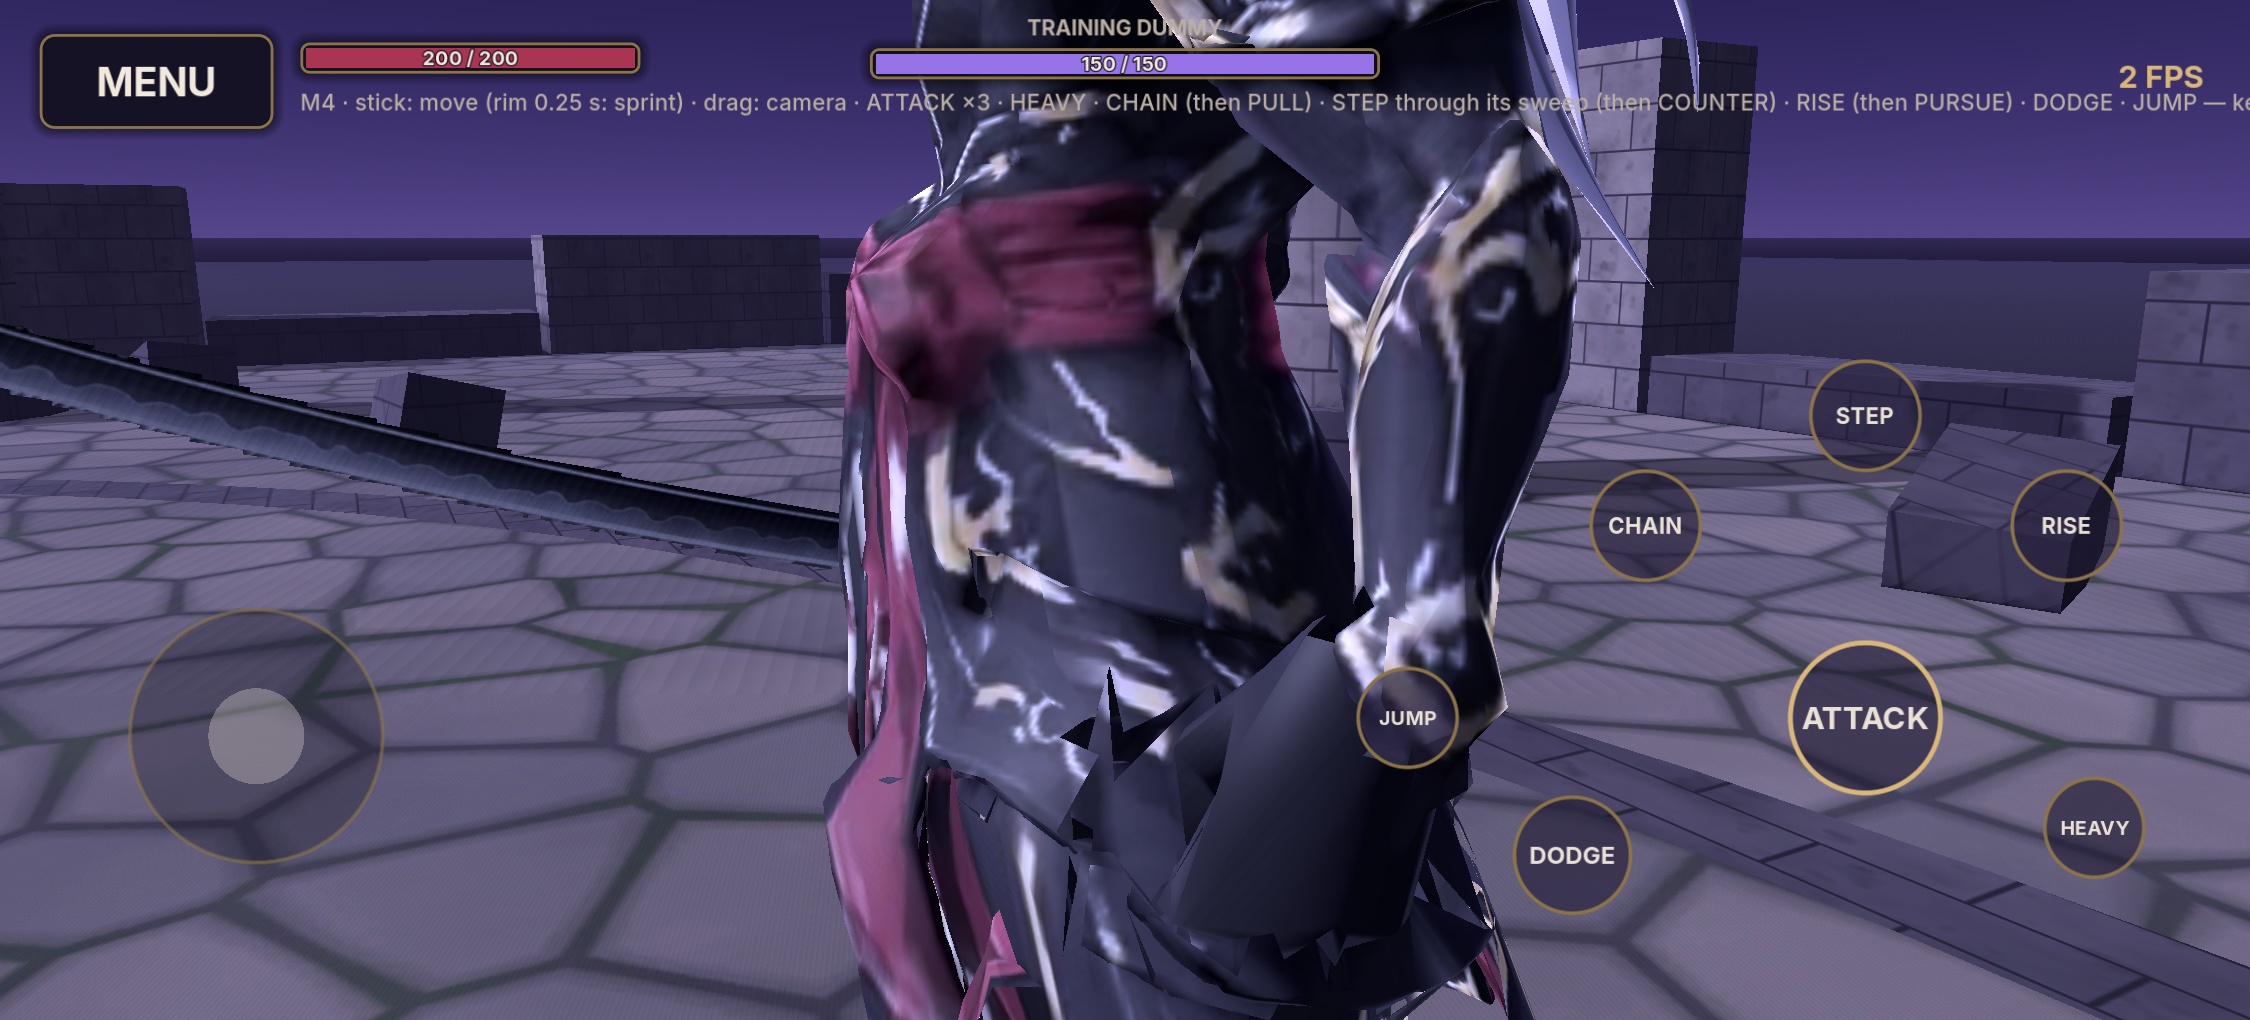 TRAINING DUMMY
MENU
200 / 200
150 / 150
2 FPS
M4 · stick: move (rim 0.25 s: sprint) · drag: camera · ATTACK ×3 · HEAVY · CHAIN (then PULL) · STEP through its sweep (then COUNTER) · RISE (then PURSUE) · DODGE · JUMP — ke
STEP
CHAIN
RISE
JUMP
ATTACK
HEAVY
DODGE